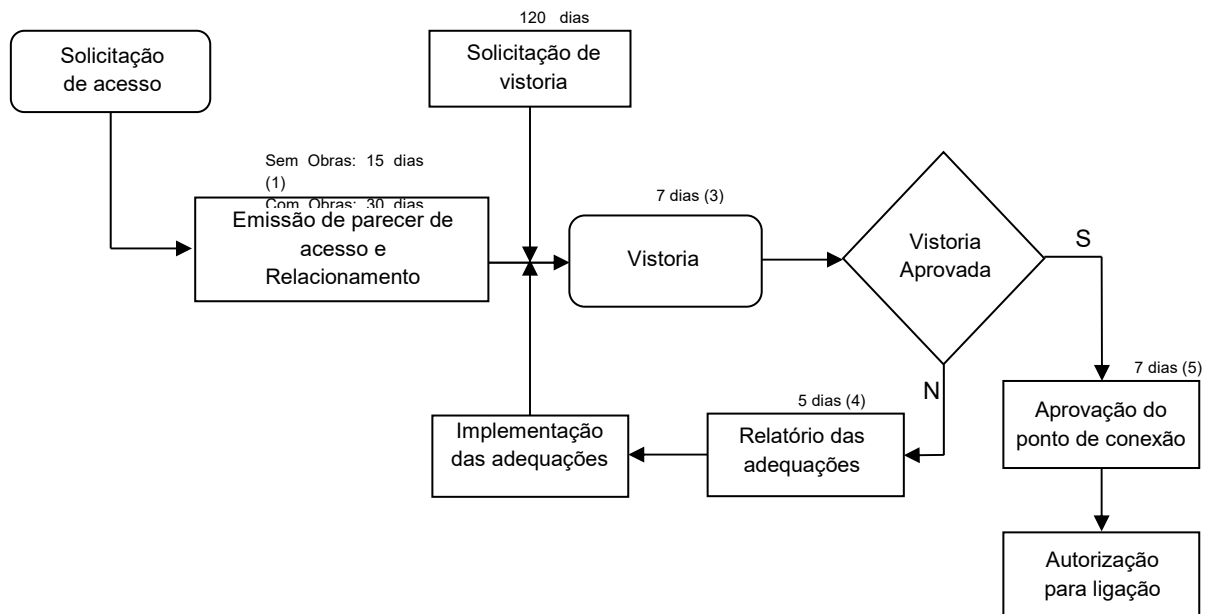 Solicitação
de acesso
120 dias
Solicitação de
vistoria
Sem Obras: 15 dias
(1)
Com Obras: 30 dias
Emissão de parecer de
acesso e
Relacionamento
7 dias (3)
Vistoria
Vistoria
Aprovada
S
N
7 dias (5)
Aprovação do
ponto de conexão
5 dias (4)
Relatório das
adequações
Implementação
das adequações
Autorização
para ligação